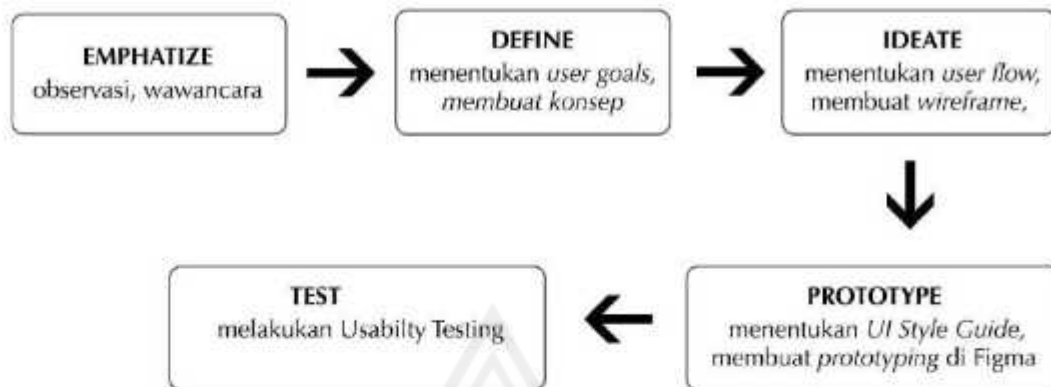 EMPHATIZE
observasi, wawancara
DEFINE
menentukan user goals,
membuat konsep
IDEATE
menentukan user flow,
membuat wireframe,
PROTOTYPE
menentukan UI Style Guide,
membuat prototyping di Figma
TEST
melakukan Usabilty Testing